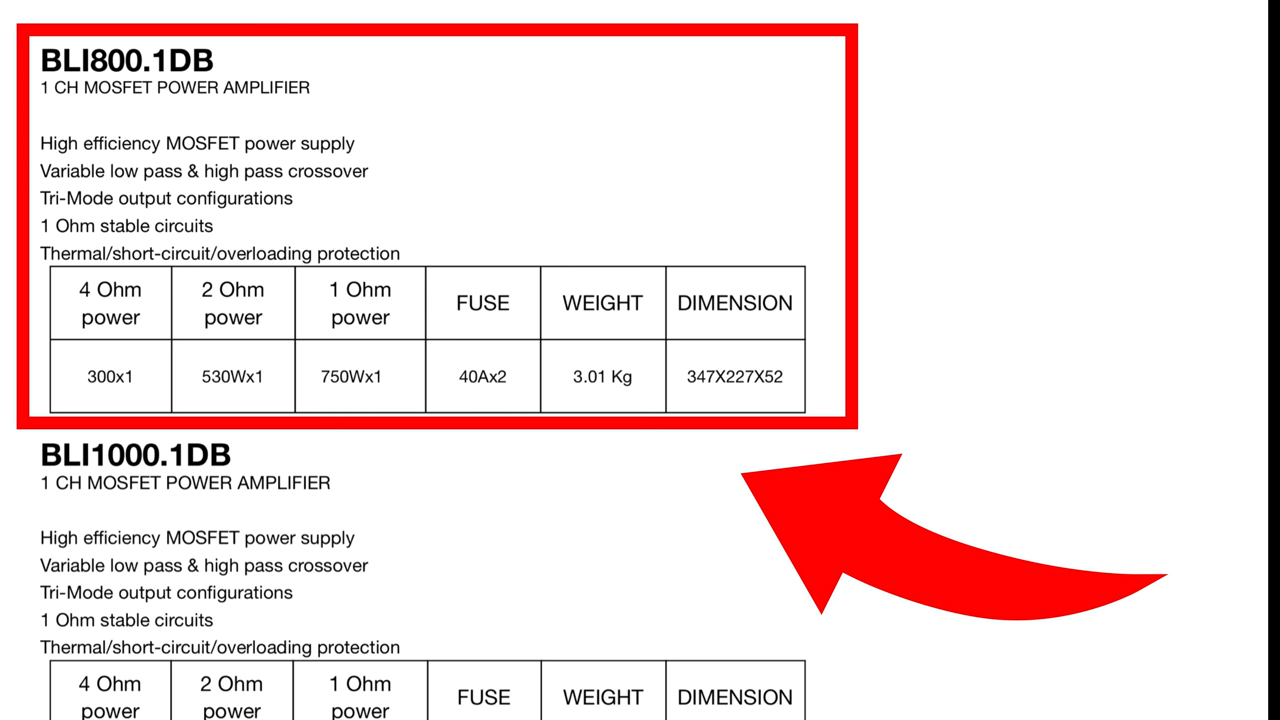 BLI800.1DB
1 CH MOSFET POWER AMPLIFIER
High efficiency MOSFET power supply
Variable low pass & high pass crossover
Tri-Mode output configurations
1 Ohm stable circuits
Thermal/short-circuit/overloading protection
4 Ohm power 2 Ohm power 1 Ohm power FUSE WEIGHT DIMENSION
300x1 530Wx1 750Wx1 40Ax2 3.01 Kg 347X227X52
BLI1000.1DB
1 CH MOSFET POWER AMPLIFIER
High efficiency MOSFET power supply
Variable low pass & high pass crossover
Tri-Mode output configurations
1 Ohm stable circuits
Thermal/short-circuit/overloading protection
4 Ohm power 2 Ohm power 1 Ohm power FUSE WEIGHT DIMENSION